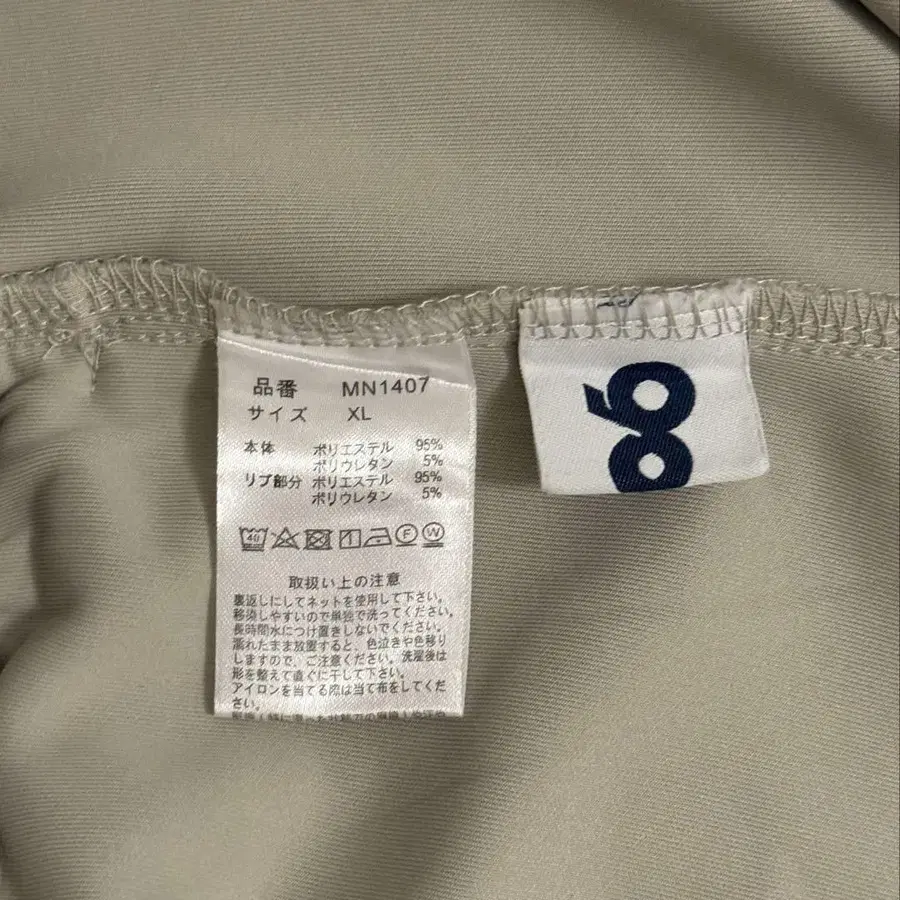 品番 MN1407
サイズ XL
本体 ポリエステル 95%
ポリウレタン 5%
リブ部分 ポリエステル 95%
ポリウレタン 5%
40 F W
取扱い上の注意
裏返しにしてネットを使用して下さい。
移染しやすいので単独で洗ってください。
長時間水につけ置きしないでください。
濡れたまま放置すると、色泣きや色移り
しますので、ご注意ください。洗濯後は
形を整えて直ぐに干して下さい。
アイロンを当てる際は当て布をしてくだ
さい。